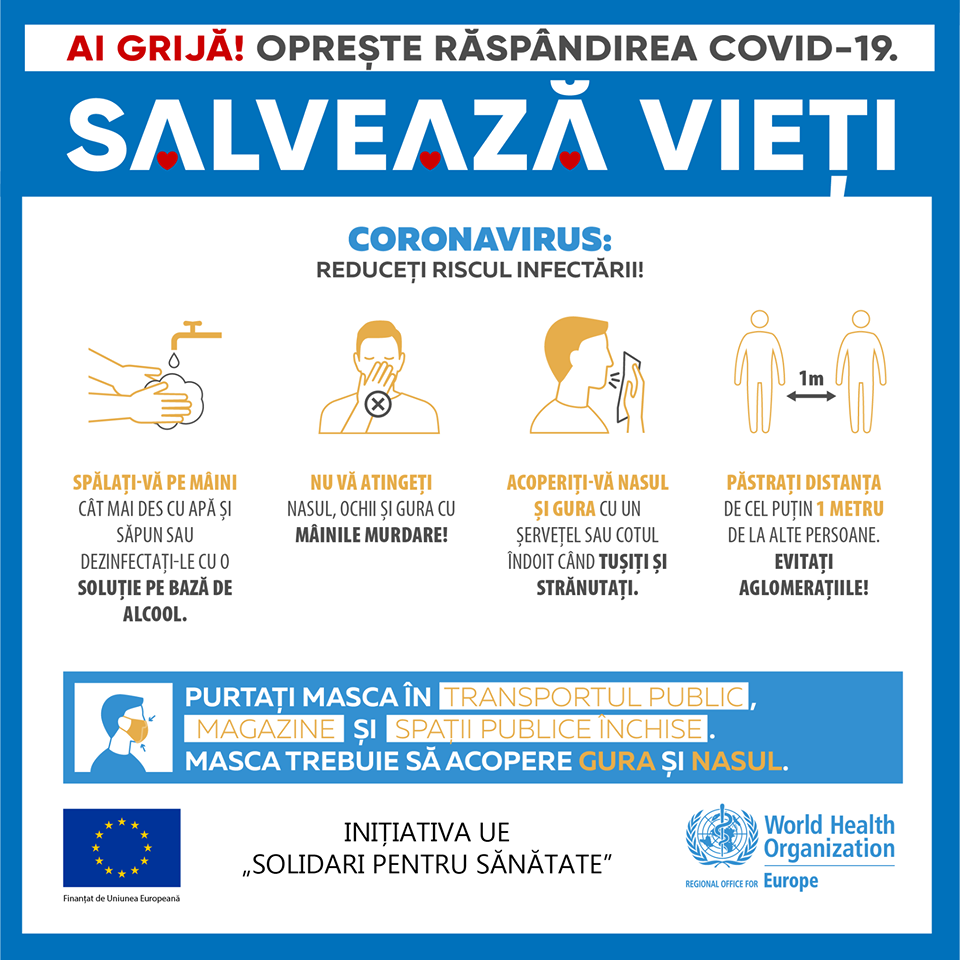 AI GRIJĂ! OPREȘTE RĂSPÂNDIREA COVID-19.
SALVEAZĂ VIEȚI
CORONAVIRUS:
REDUCEȚI RISCUL INFECTĂRII!
SPĂLAȚI-VĂ PE MÂINI
CÂT MAI DES CU APĂ ȘI
SĂPUN SAU
DEZINFECTAȚI-LE CU O
SOLUȚIE PE BAZĂ DE
ALCOOL.
NU VĂ ATINGEȚI
NASUL, OCHII ȘI GURA CU
MÂINILE MURDARE!
ACOPERIȚI-VĂ NASUL
ȘI GURA CU UN
ȘERVEȚEL SAU COTUL
ÎNDOIT CÂND TUȘIȚI ȘI
STRĂNUTAȚI.
1m
PĂSTRAȚI DISTANȚA
DE CEL PUȚIN 1 METRU
DE LA ALTE PERSOANE.
EVITAȚI
AGLOMERAȚIILE!
PURTAȚI MASCA ÎN TRANSPORTUL PUBLIC,
MAGAZINE ȘI SPAȚII PUBLICE ÎNCHISE.
MASCA TREBUIE SĂ ACOPERE GURA ȘI NASUL.
Finanțat de Uniunea Europeană
INIȚIATIVA UE
„SOLIDARI PENTRU SĂNĂTATE”
World Health
Organization
REGIONAL OFFICE FOR Europe